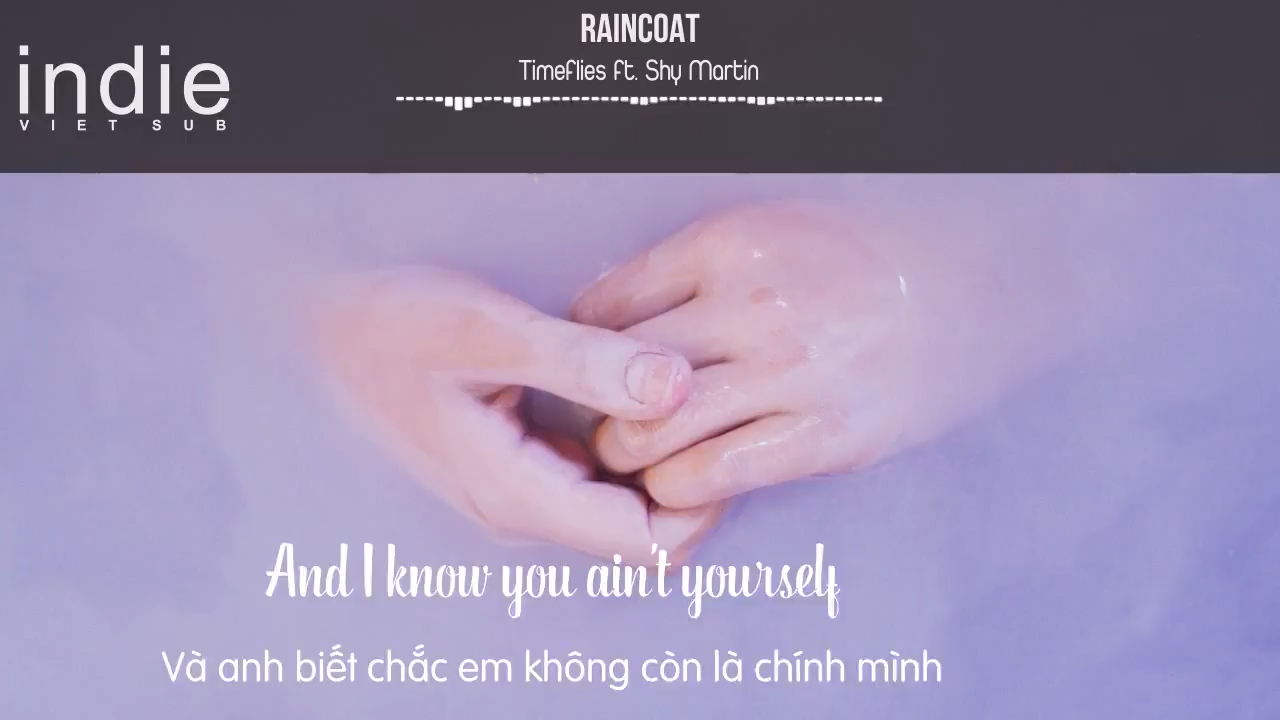 RAINCOAT
Timeflies ft. Shy Martin
indie
VIET SUB
And I know you ain't yourself
Và anh biết chắc em không còn là chính mình